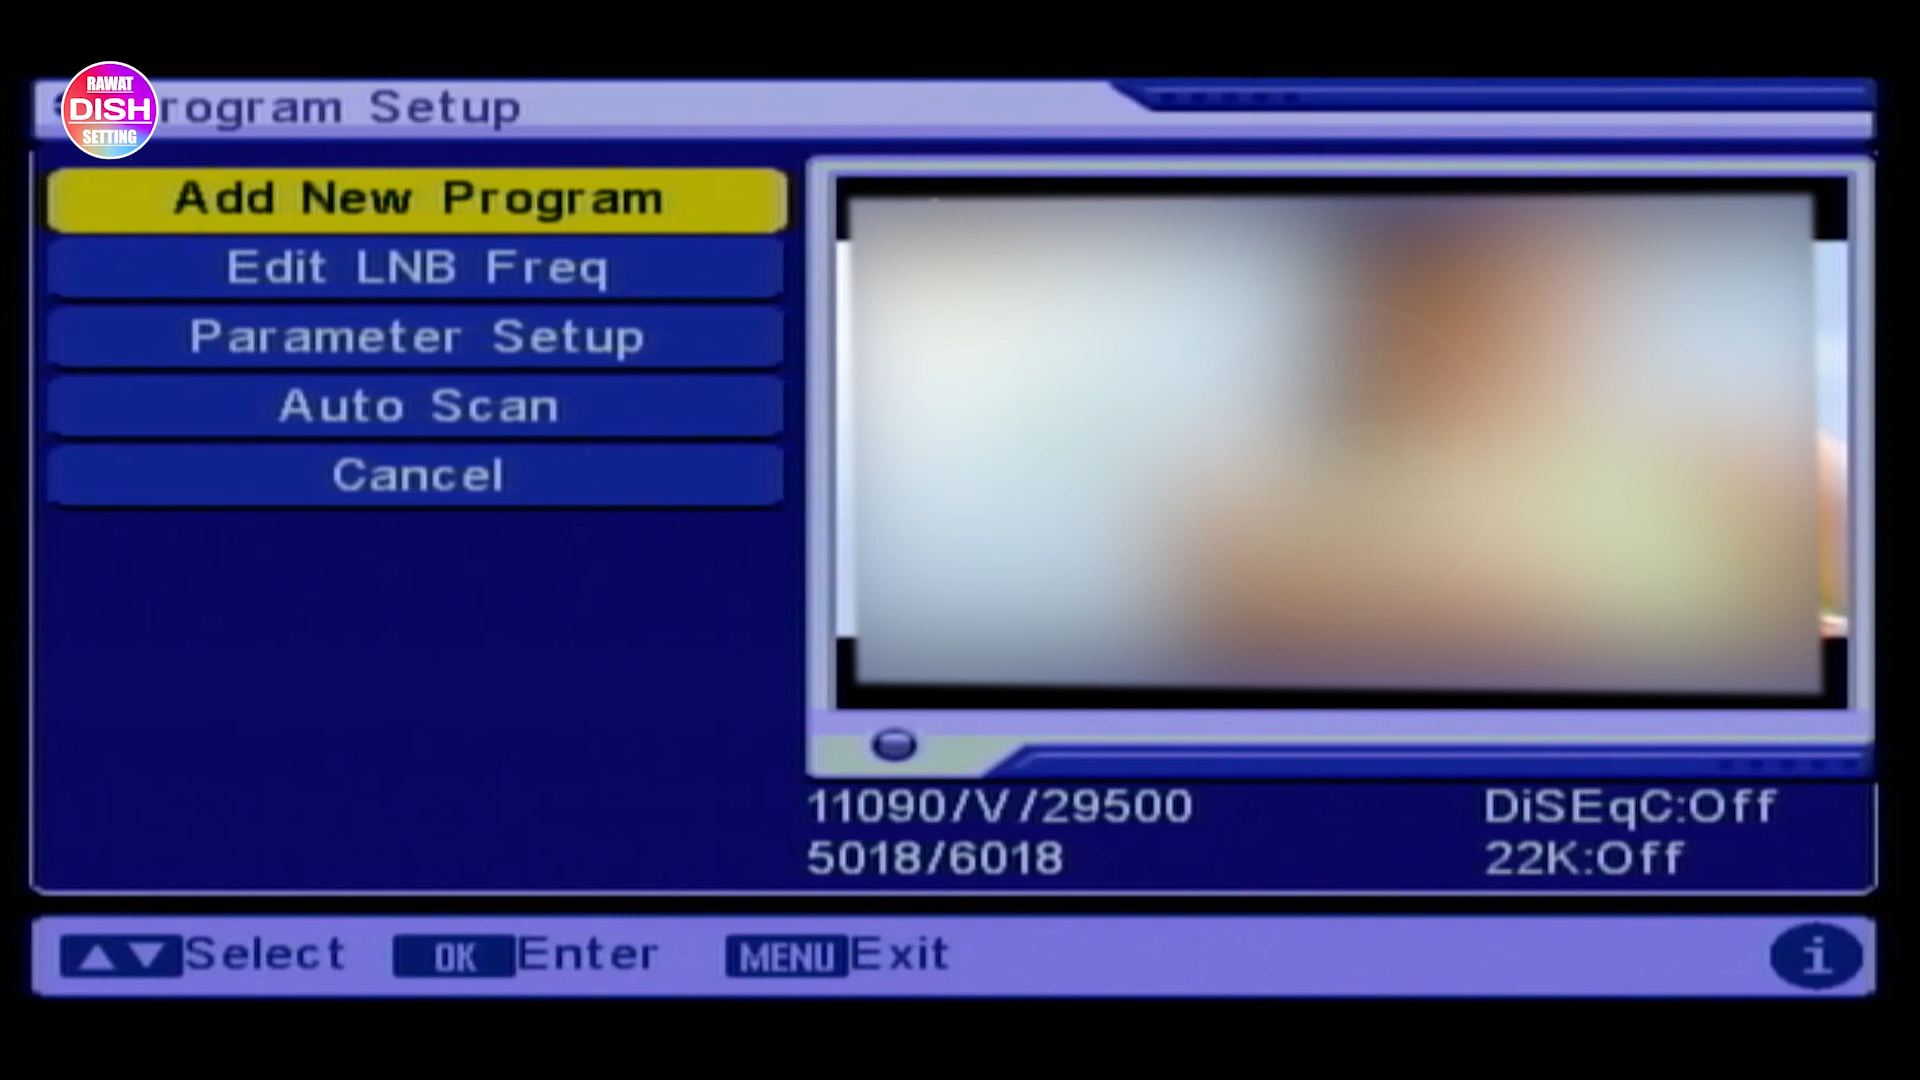 RAWAT
DISH
SETTING
rogram Setup
Add New Program
Edit LNB Freq
Parameter Setup
Auto Scan
Cancel
11090/V/29500
DiSEqC:Off
5018/6018
22K:Off
▲▼Select OK Enter MENU Exit i